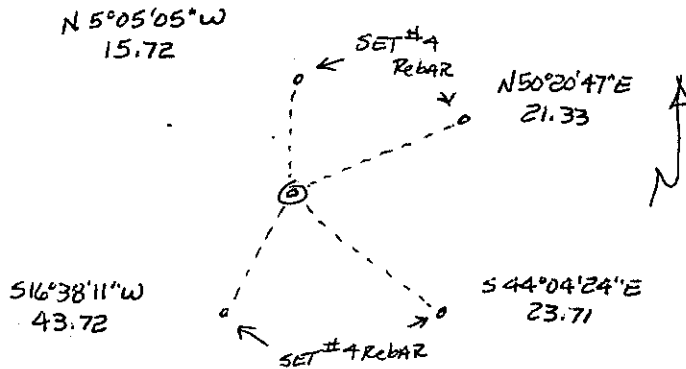 N 5°05'05"W
15.72
SET #4
RebAR
N50°20'47"E
21.33
N
S16°38'11"W
43.72
S 44°04'24"E
23.71
SET #4 RebAR